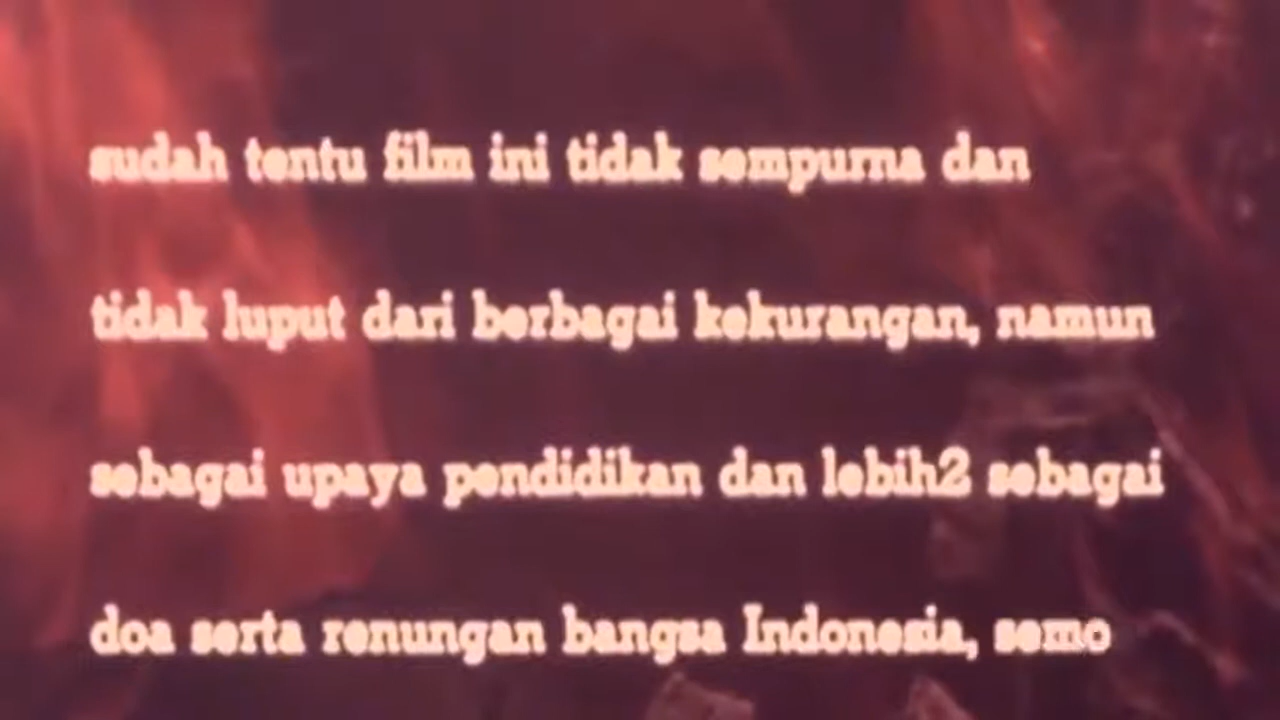 sudah tentu film ini tidak sempurna dan
tidak luput dari berbagai kekurangan, namun
sebagai upaya pendidikan dan lebih2 sebagai
doa serta renungan bangsa Indonesia, semo